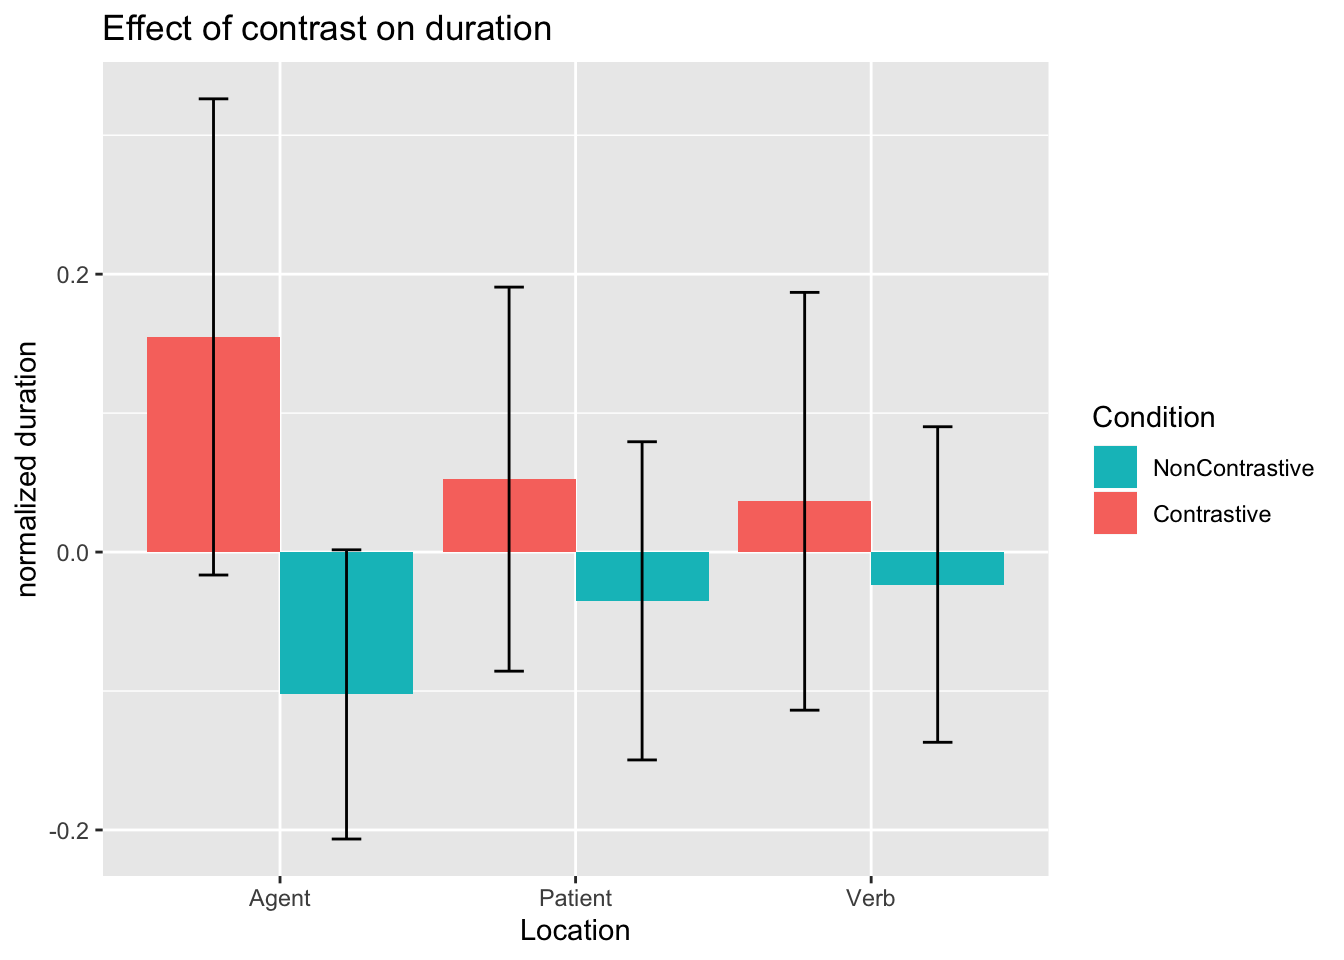 Effect of contrast on duration
normalized duration
0.2
0.0
-0.2
Agent
Patient
Verb
Location
Condition
NonContrastive
Contrastive